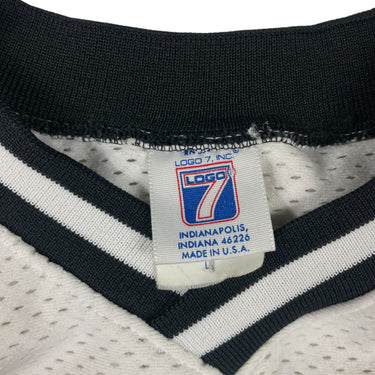 LOGO 7, INC.
LOGO
7
INDIANAPOLIS,
INDIANA 46226
MADE IN U.S.A.
L